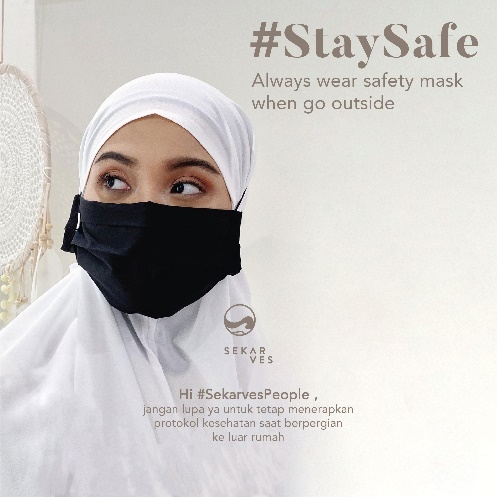 #StaySafe
Always wear safety mask
when go outside
SEKAR
VES
Hi #SekarvesPeople ,
jangan lupa ya untuk tetap menerapkan
protokol kesehatan saat berpergian
ke luar rumah